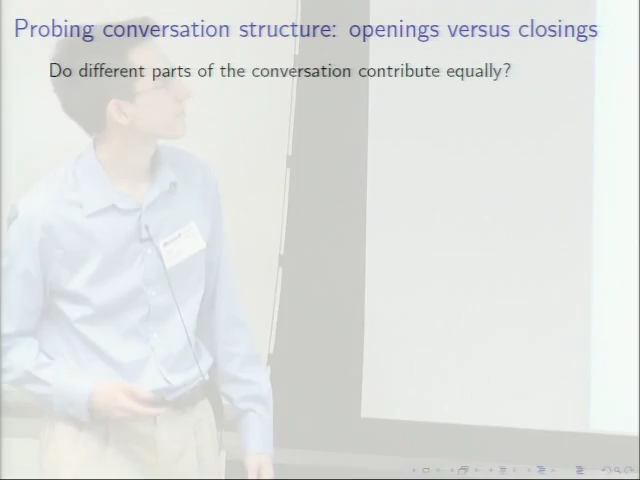 Probing conversation structure: openings versus closings
Do different parts of the conversation contribute equally?